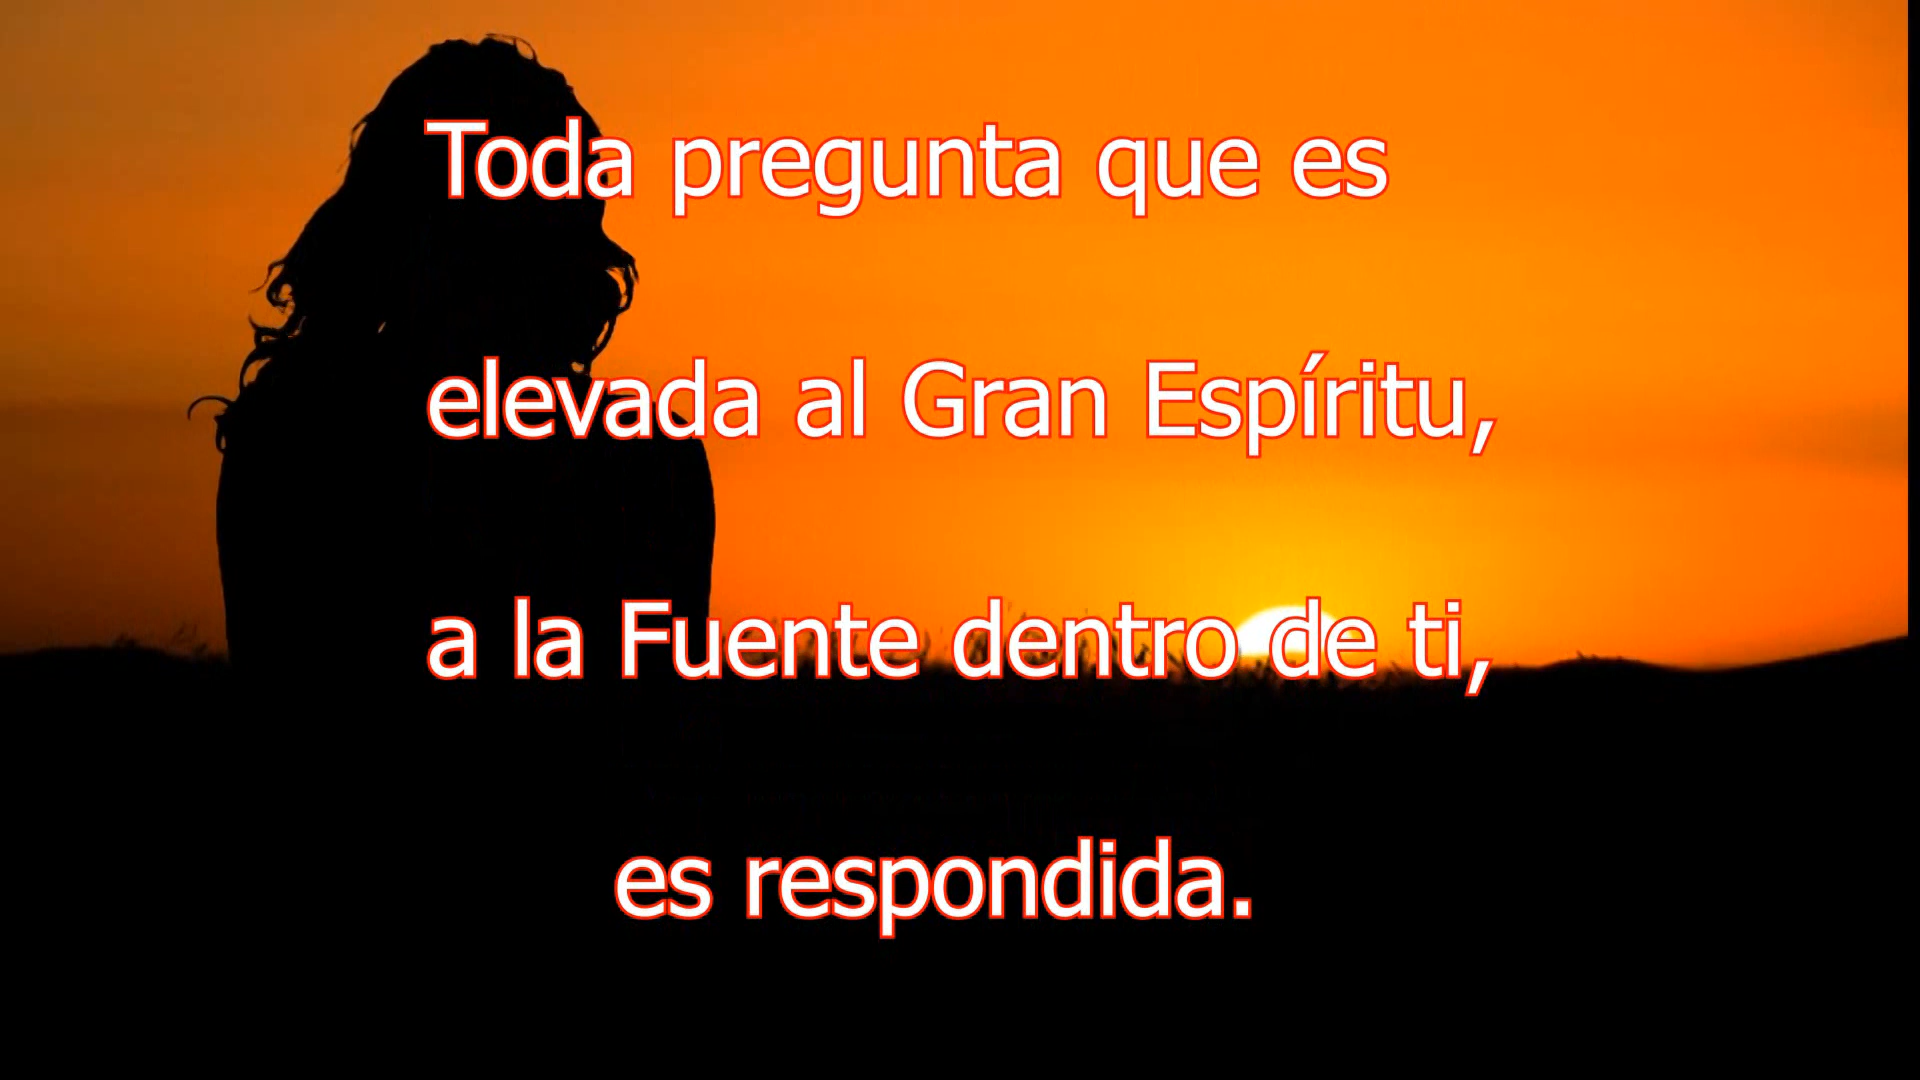 Toda pregunta que es
elevada al Gran Espíritu,
a la Fuente dentro de ti,
es respondida.